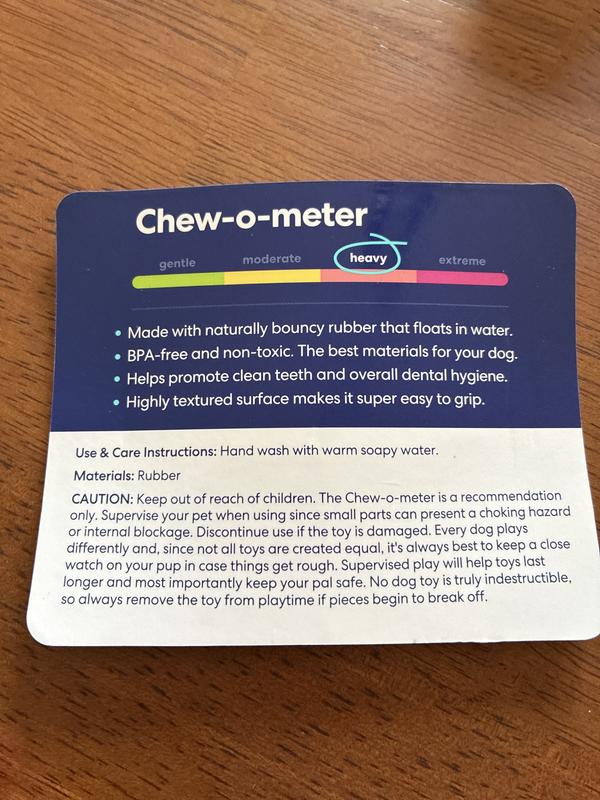 Chew-o-meter
gentle moderate heavy extreme
• Made with naturally bouncy rubber that floats in water.
• BPA-free and non-toxic. The best materials for your dog.
• Helps promote clean teeth and overall dental hygiene.
• Highly textured surface makes it super easy to grip.
Use & Care Instructions: Hand wash with warm soapy water.
Materials: Rubber
CAUTION: Keep out of reach of children. The Chew-o-meter is a recommendation
only. Supervise your pet when using since small parts can present a choking hazard
or internal blockage. Discontinue use if the toy is damaged. Every dog plays
differently and, since not all toys are created equal, it's always best to keep a close
watch on your pup in case things get rough. Supervised play will help toys last
longer and most importantly keep your pal safe. No dog toy is truly indestructible,
so always remove the toy from playtime if pieces begin to break off.